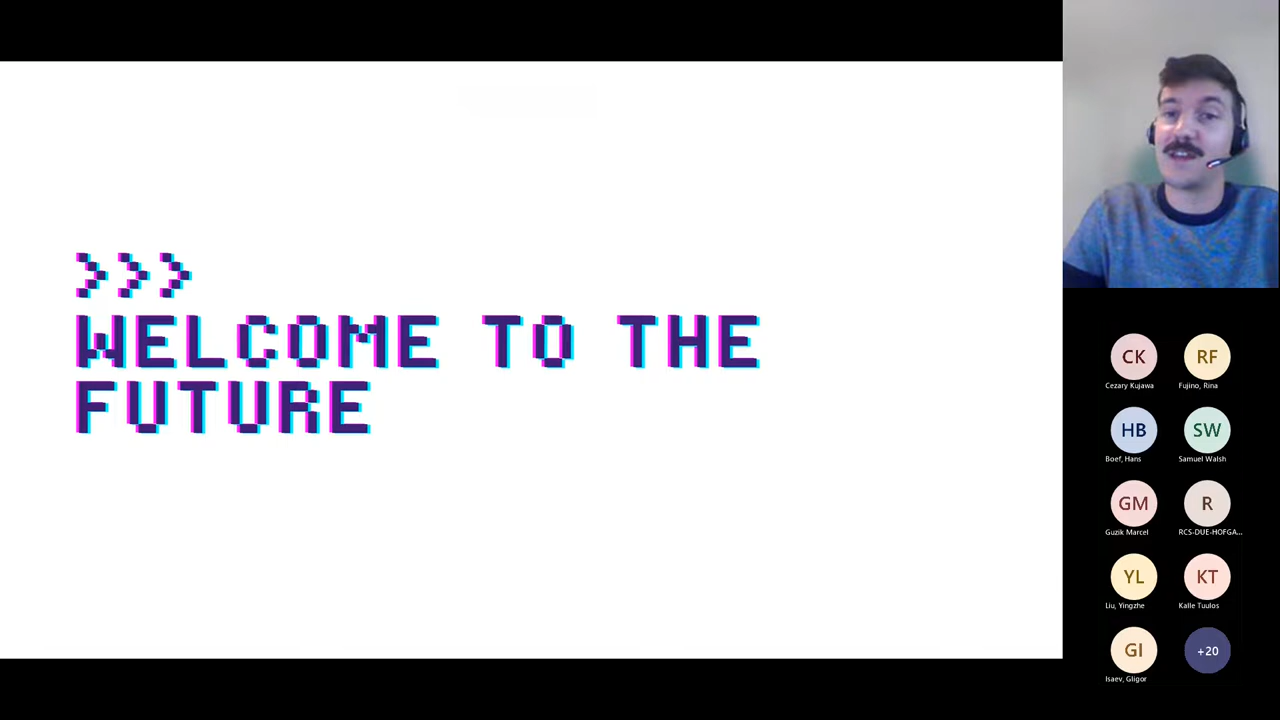 >>>
WELCOME TO THE
FUTURE
CK
RF
Cezary Kujawa
Fujino, Rina
HB
SW
Boef, Hans
Samuel Walsh
GM
R
Guzik Marcel
RCS-DUE-HOFGA...
YL
KT
Liu, Yingzhe
Kalle Tuulos
GI
+20
Isaev, Gligor